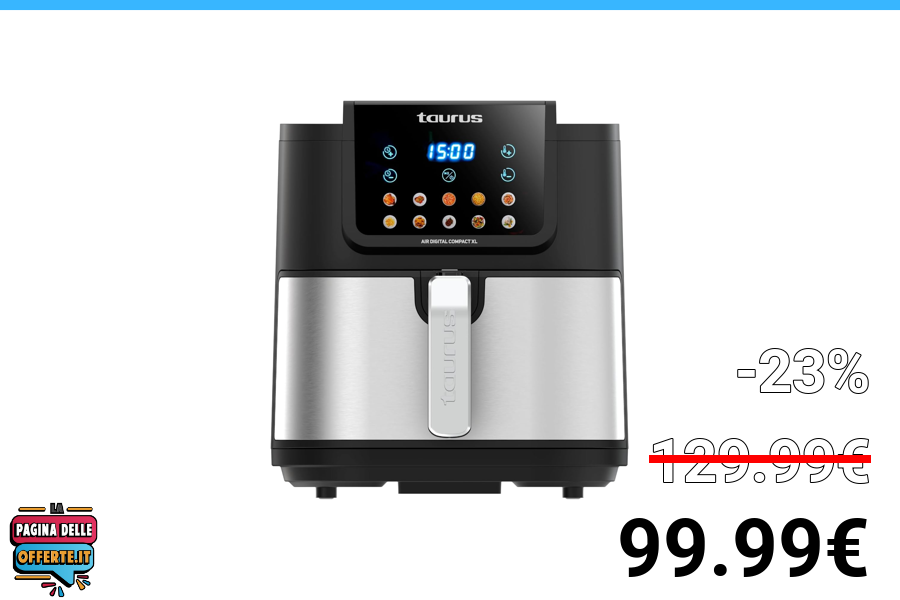 taurus
15:00
AIR DIGITAL COMPACT XL
taurus
-23%
129.99€
99.99€
LA
PAGINA DELLE
OFFERTE.IT